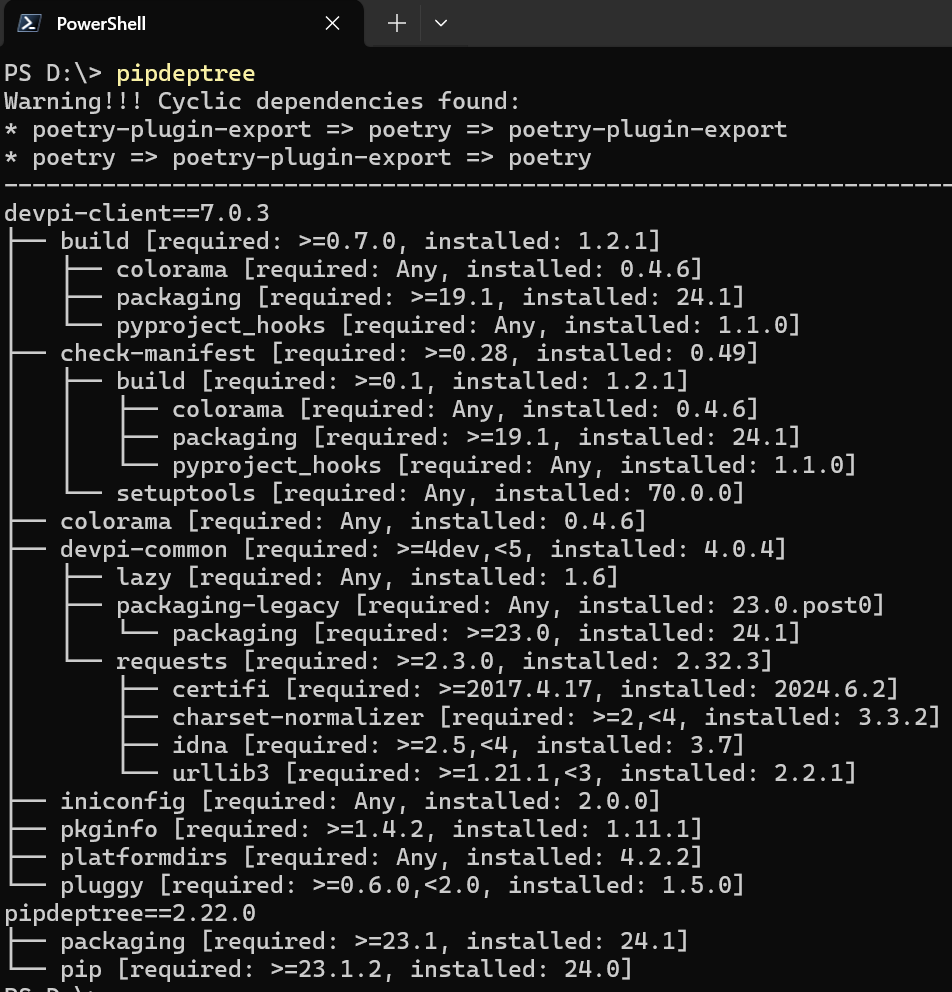 PowerShell
PS D:\> pipdeptree
Warning!!! Cyclic dependencies found:
* poetry-plugin-export => poetry => poetry-plugin-export
* poetry => poetry-plugin-export => poetry
------------------------------------------------------------------------
devpi-client==7.0.3
├── build [required: >=0.7.0, installed: 1.2.1]
│   ├── colorama [required: Any, installed: 0.4.6]
│   ├── packaging [required: >=19.1, installed: 24.1]
│   └── pyproject_hooks [required: Any, installed: 1.1.0]
├── check-manifest [required: >=0.28, installed: 0.49]
│   ├── build [required: >=0.1, installed: 1.2.1]
│   │   ├── colorama [required: Any, installed: 0.4.6]
│   │   ├── packaging [required: >=19.1, installed: 24.1]
│   │   └── pyproject_hooks [required: Any, installed: 1.1.0]
│   └── setuptools [required: Any, installed: 70.0.0]
├── colorama [required: Any, installed: 0.4.6]
├── devpi-common [required: >=4dev,<5, installed: 4.0.4]
│   ├── lazy [required: Any, installed: 1.6]
│   ├── packaging-legacy [required: Any, installed: 23.0.post0]
│   │   └── packaging [required: >=23.0, installed: 24.1]
│   └── requests [required: >=2.3.0, installed: 2.32.3]
│       ├── certifi [required: >=2017.4.17, installed: 2024.6.2]
│       ├── charset-normalizer [required: >=2,<4, installed: 3.3.2]
│       ├── idna [required: >=2.5,<4, installed: 3.7]
│       └── urllib3 [required: >=1.21.1,<3, installed: 2.2.1]
├── iniconfig [required: Any, installed: 2.0.0]
├── pkginfo [required: >=1.4.2, installed: 1.11.1]
├── platformdirs [required: Any, installed: 4.2.2]
└── pluggy [required: >=0.6.0,<2.0, installed: 1.5.0]
pipdeptree==2.22.0
├── packaging [required: >=23.1, installed: 24.1]
└── pip [required: >=23.1.2, installed: 24.0]